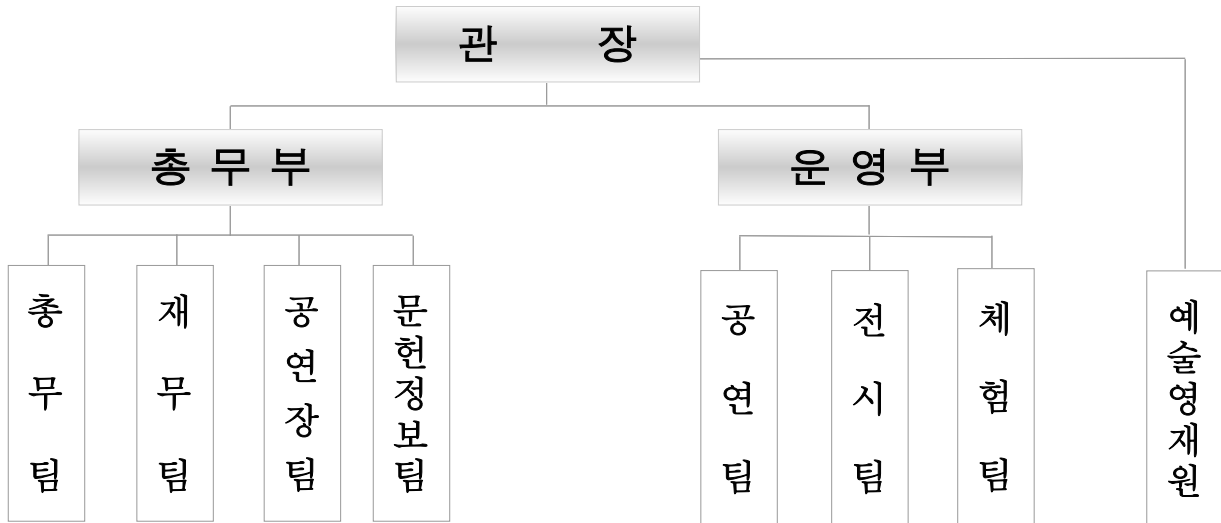 관 장
총 무 부
운 영 부
총무팀
재무팀
공연장팀
문헌정보팀
공연팀
전시팀
체험팀
예술영재원